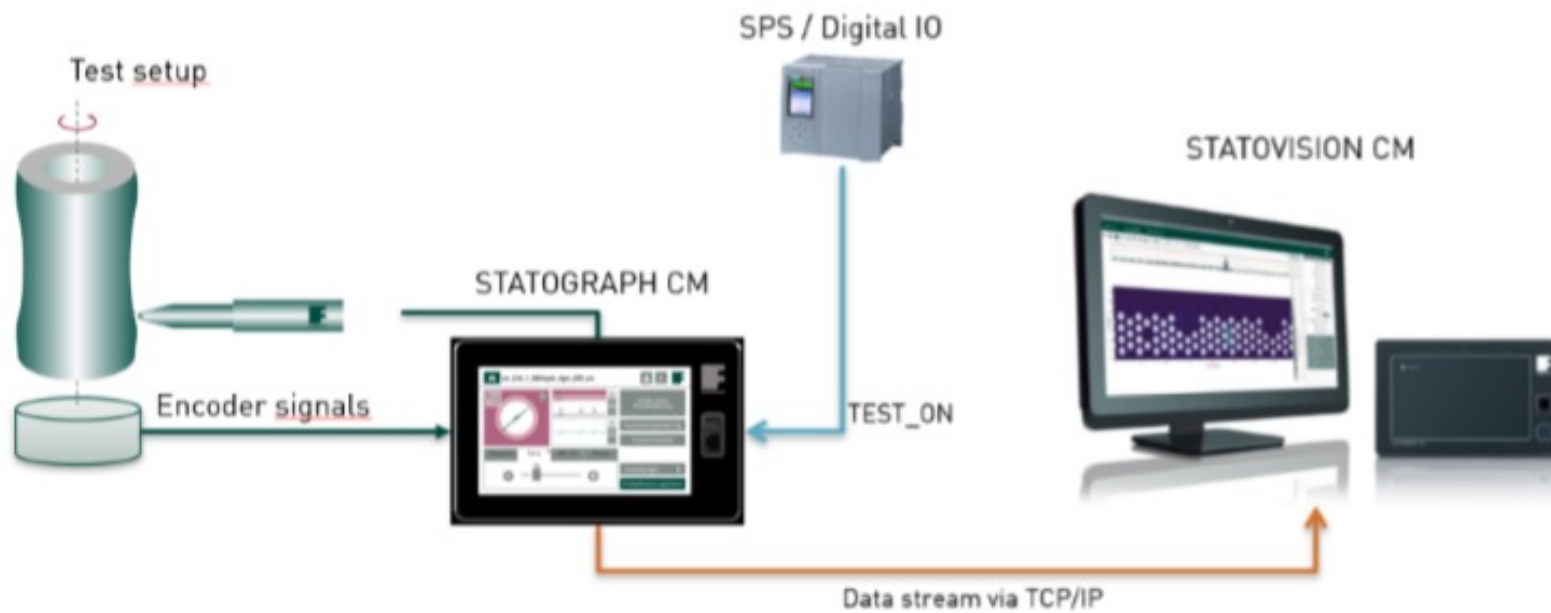 SPS / Digital IO
Test setup
STATOVISION CM
STATOGRAPH CM
Encoder signals
TEST_ON
Data stream via TCP/IP